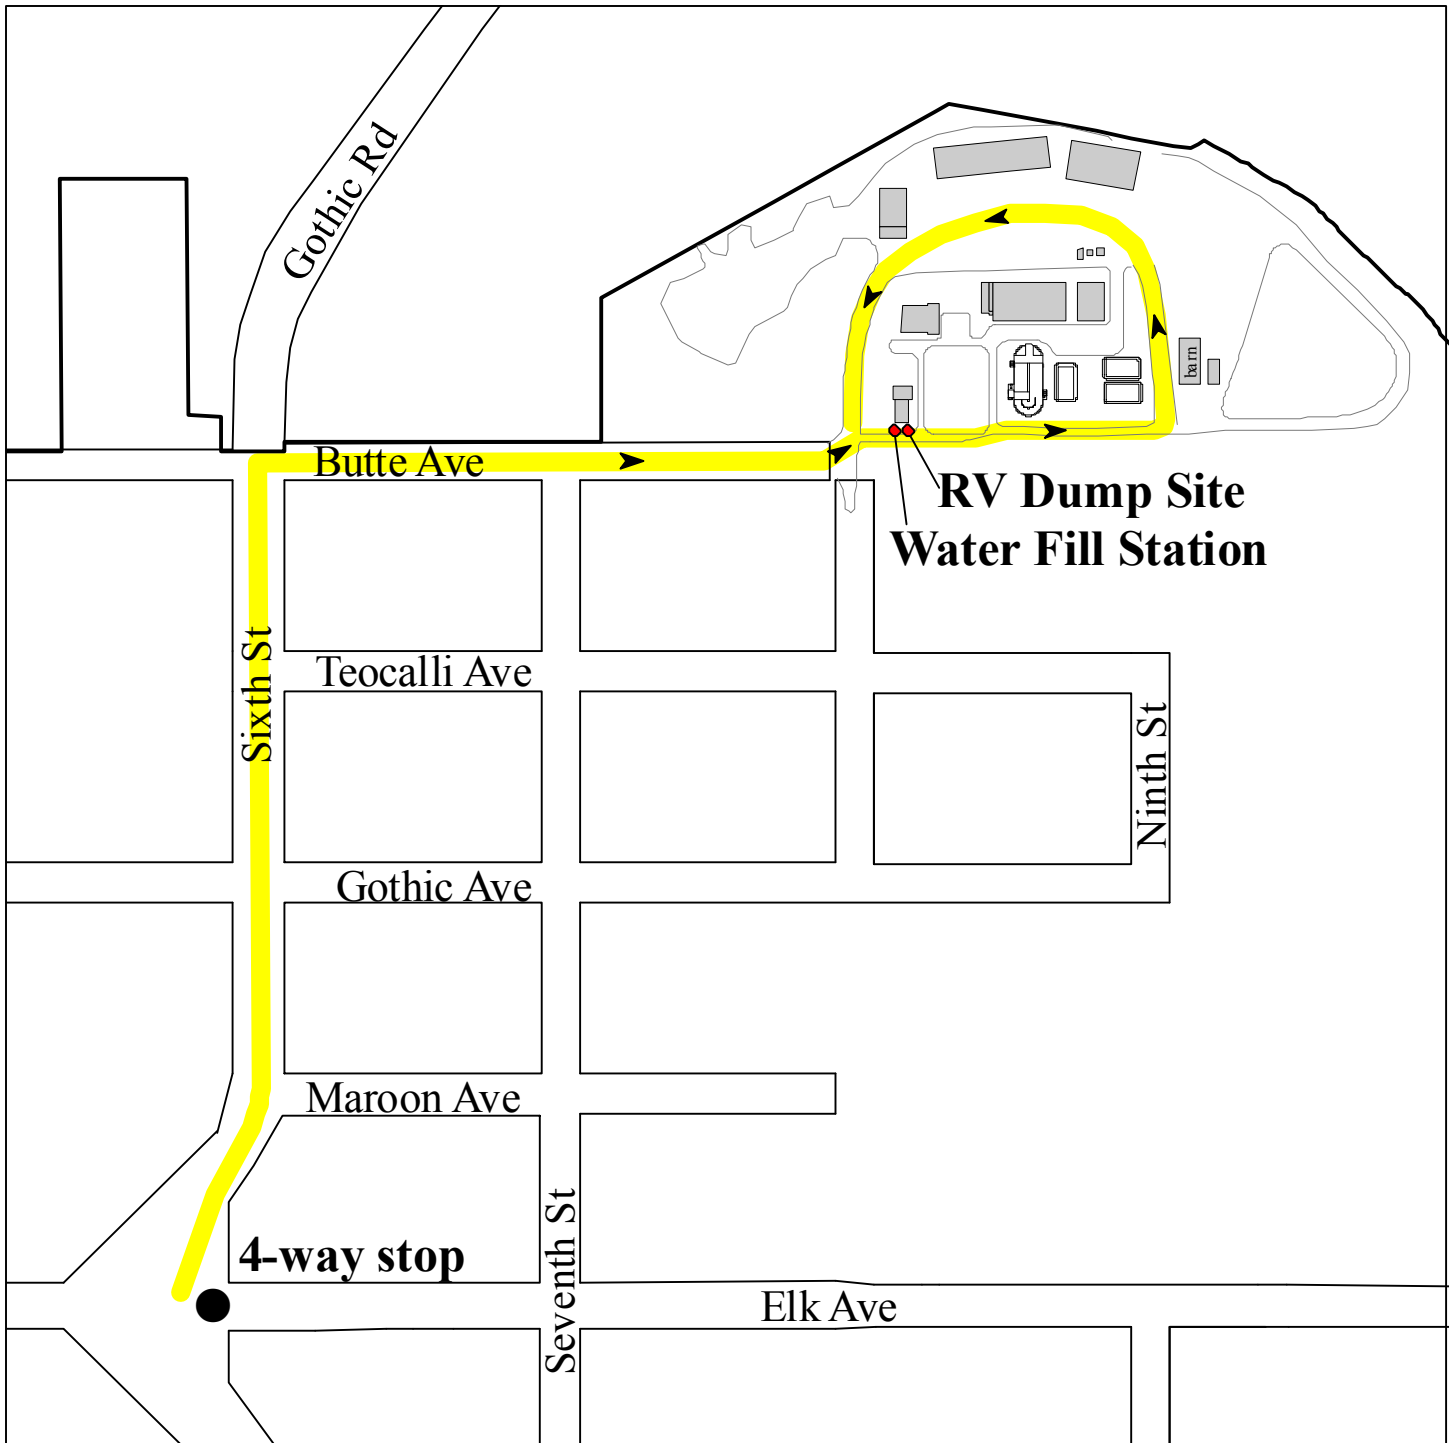 Gothic Rd
barn
Butte Ave
RV Dump Site
Water Fill Station
Sixth St
Teocalli Ave
Ninth St
Gothic Ave
Maroon Ave
4-way stop
Seventh St
Elk Ave